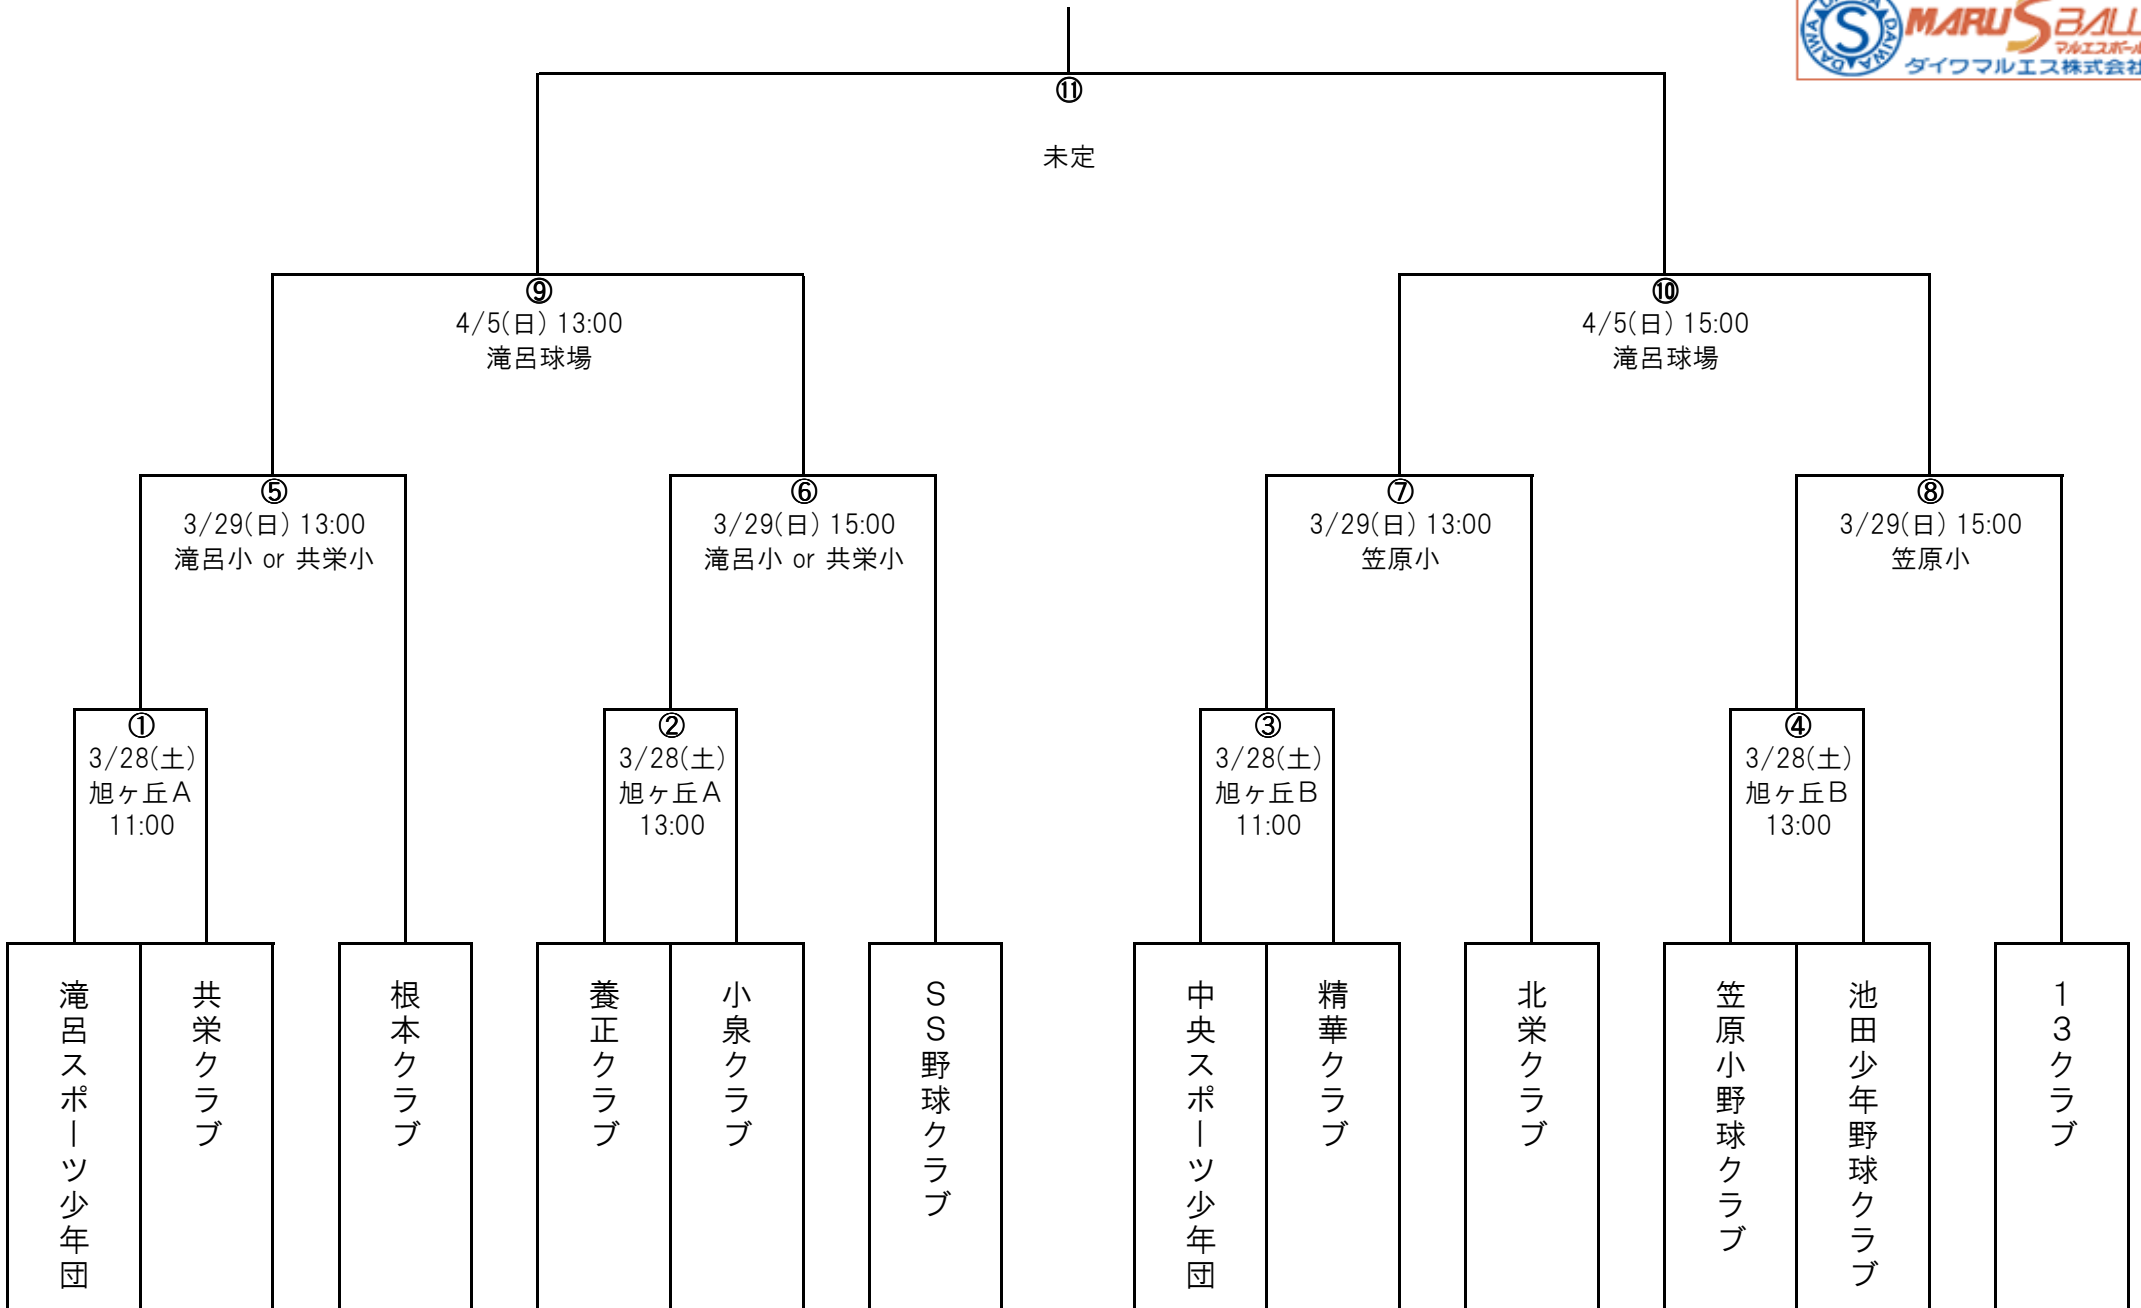 MARUS BALL
マルエスボール
ダイワマルエス株式会社
S
DAIWA
⑪
未定
⑨
4/5(日) 13:00
滝呂球場
⑩
4/5(日) 15:00
滝呂球場
⑤
3/29(日) 13:00
滝呂小 or 共栄小
⑥
3/29(日) 15:00
滝呂小 or 共栄小
⑦
3/29(日) 13:00
笠原小
⑧
3/29(日) 15:00
笠原小
①
3/28(土)
旭ヶ丘A
11:00
②
3/28(土)
旭ヶ丘A
13:00
③
3/28(土)
旭ヶ丘B
11:00
④
3/28(土)
旭ヶ丘B
13:00
滝呂スポーツ少年団
共栄クラブ
根本クラブ
養正クラブ
小泉クラブ
SS野球クラブ
中央スポーツ少年団
精華クラブ
北栄クラブ
笠原小野球クラブ
池田少年野球クラブ
13クラブ